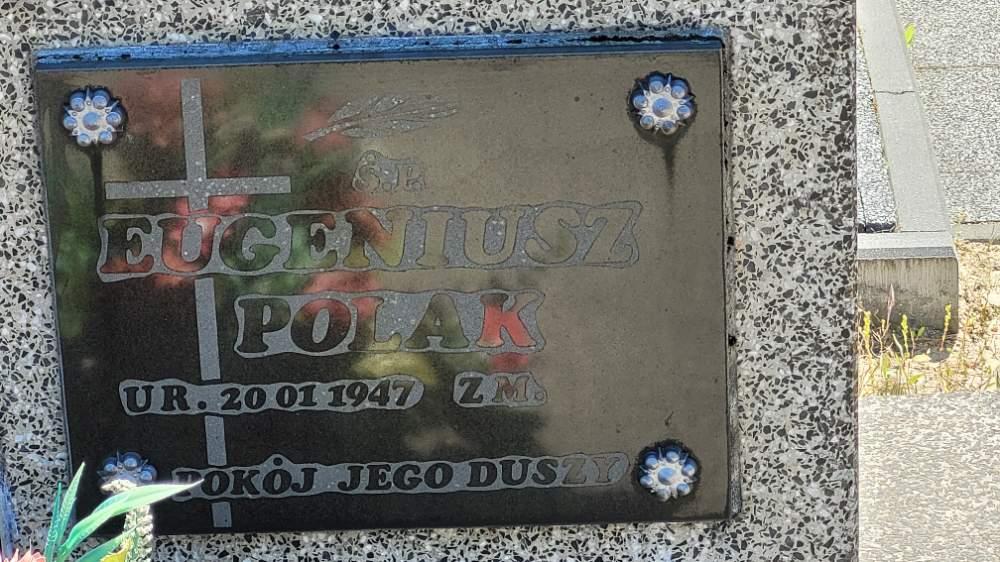 Ś.P.
EUGENIUSZ
POLAK
UR. 20 01 1947 ZM.
POKÓJ JEGO DUSZY